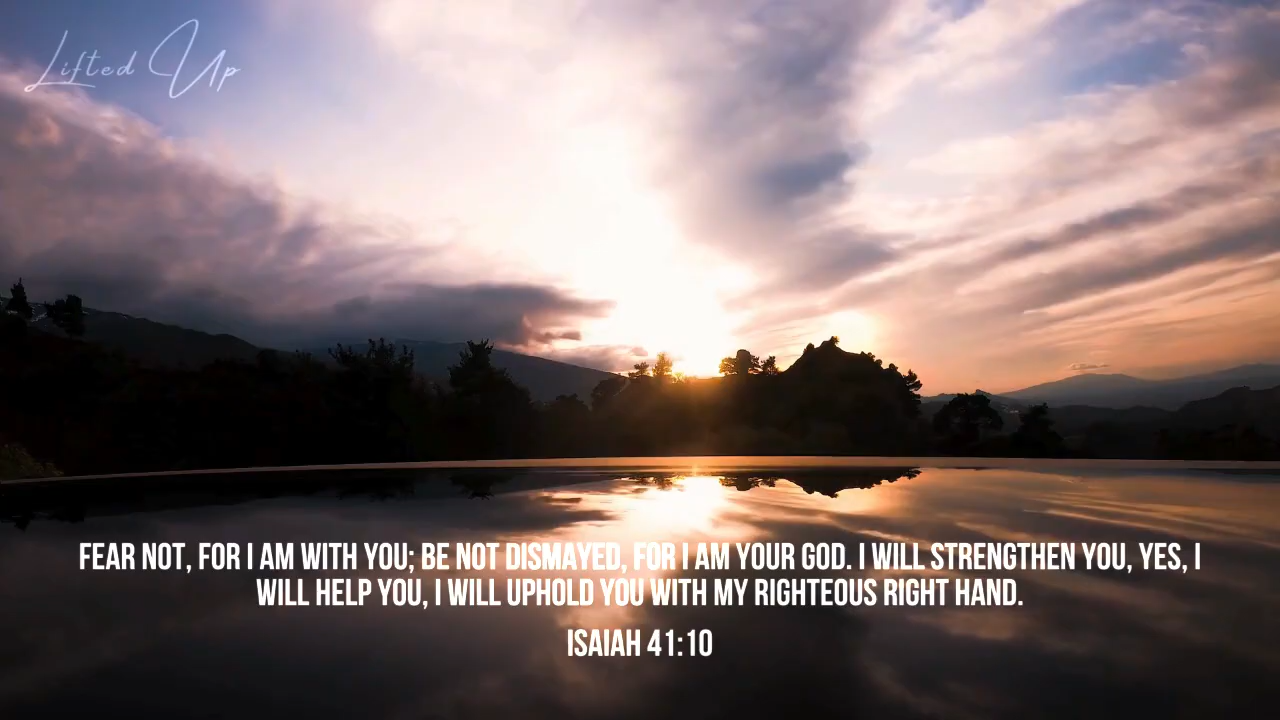 Lifted Up
FEAR NOT, FOR I AM WITH YOU; BE NOT DISMAYED, FOR I AM YOUR GOD. I WILL STRENGTHEN YOU, YES, I
WILL HELP YOU, I WILL UPHOLD YOU WITH MY RIGHTEOUS RIGHT HAND.
ISAIAH 41:10